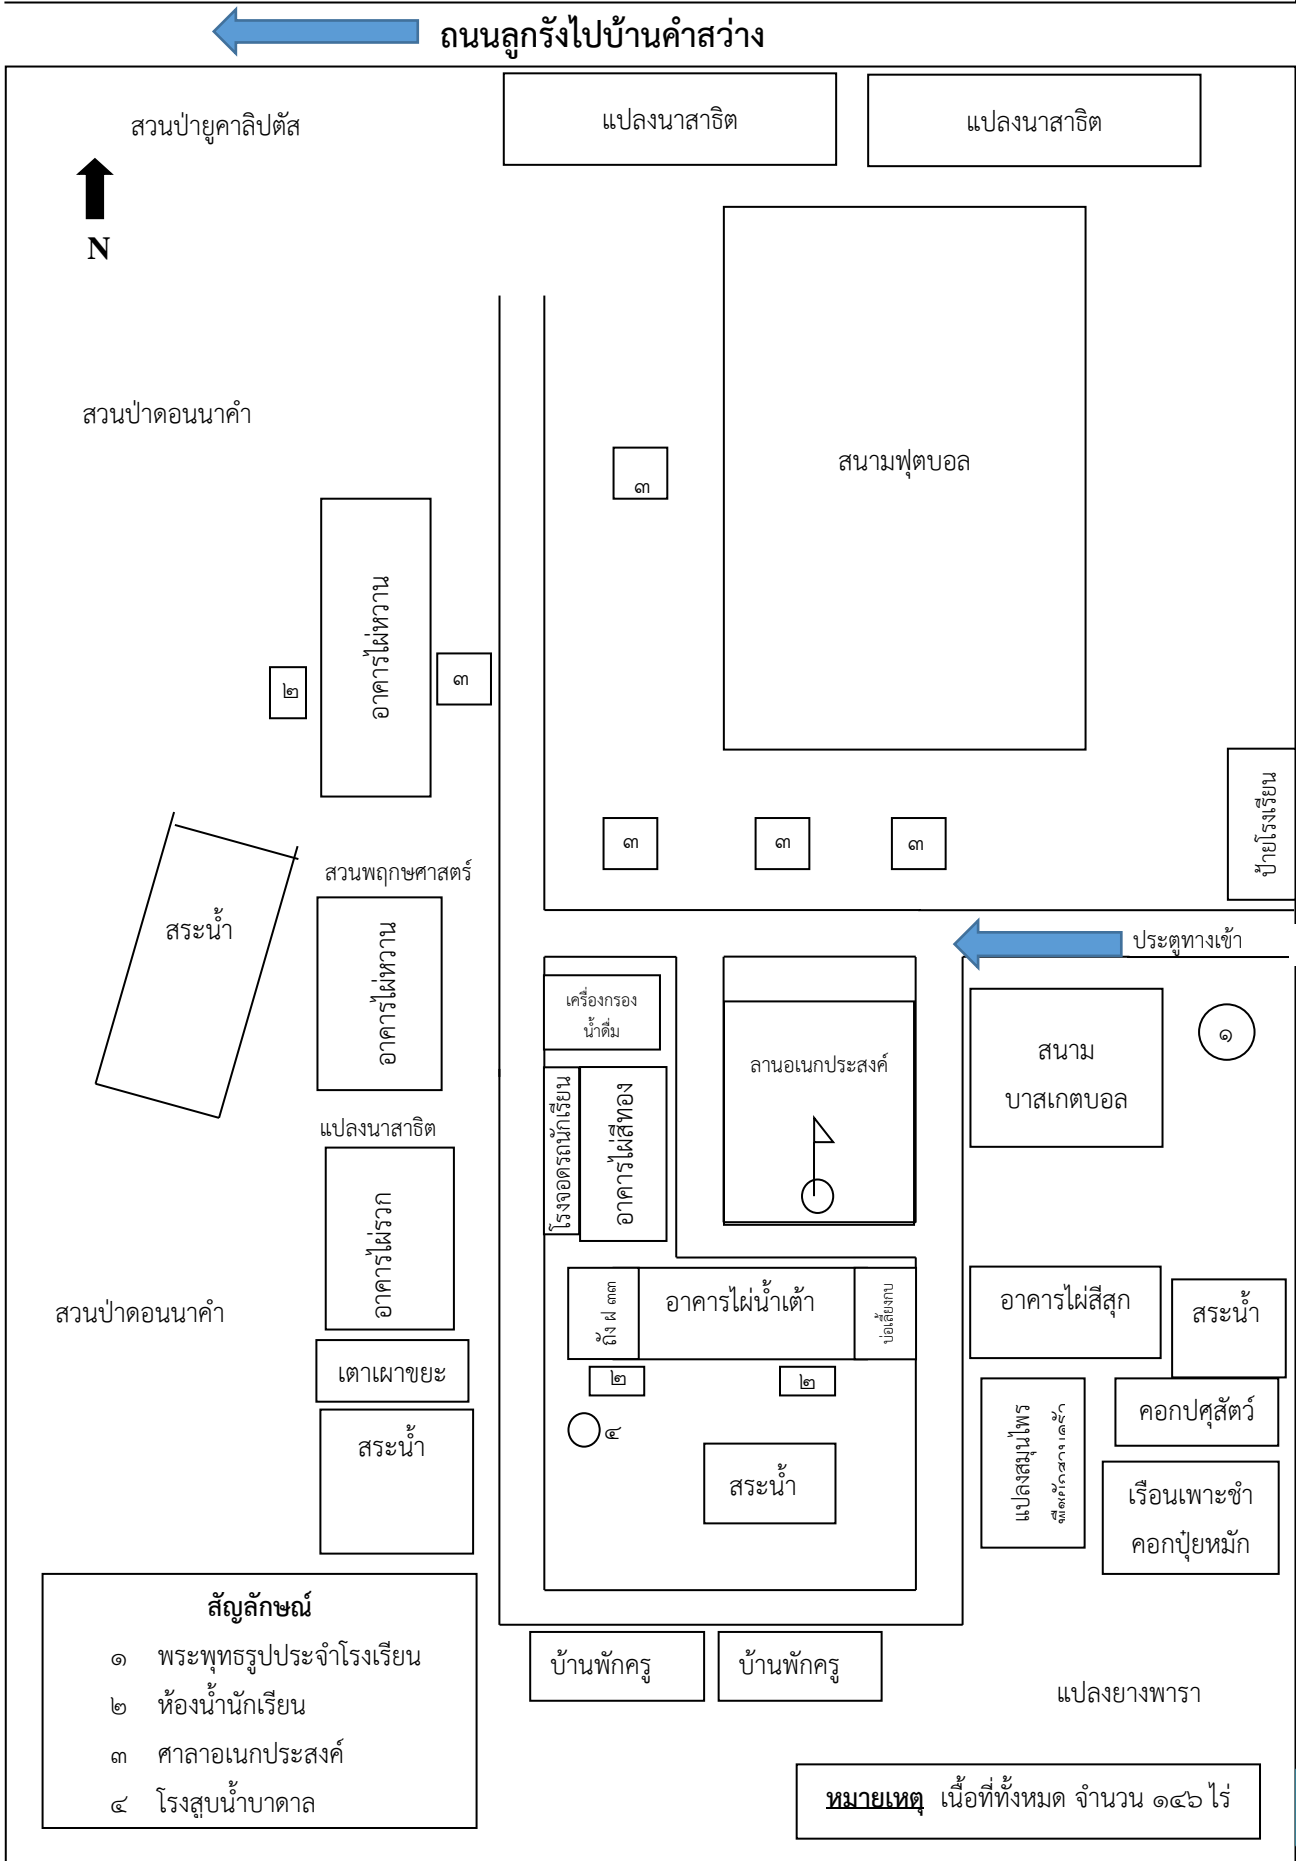 ถนนลูกรังไปบ้านคำสว่าง
สวนป่ายูคาลิปตัส
แปลงนาสาธิต
แปลงนาสาธิต
N
สวนป่าดอนนาคำ
สนามฟุตบอล
๓
อาคารไผ่หวาน
๒
๓
ป้ายโรงเรียน
๓
๓
๓
สวนพฤกษศาสตร์
สระน้ำ
อาคารไผ่หวาน
ประตูทางเข้า
เครื่องกรอง
น้ำดื่ม
ลานอเนกประสงค์
สนาม
บาสเกตบอล
๑
โรงจอดรถนักเรียน
อาคารไผ่สีทอง
แปลงนาสาธิต
อาคารไผ่รวก
สวนป่าดอนนาคำ
ถัง ฝ ๓๓
อาคารไผ่น้ำเต้า
บ่อเลี้ยงกบ
อาคารไผ่สีสุก
สระน้ำ
เตาเผาขยะ
๒
๒
๔
สระน้ำ
สระน้ำ
แปลงสมุนไพร
คอกปศุสัตว์
เรือนเพาะชำ
คอกปุ๋ยหมัก
บ้านพักครู
บ้านพักครู
แปลงยางพารา
สัญลักษณ์
๑ พระพุทธรูปประจำโรงเรียน
๒ ห้องน้ำนักเรียน
๓ ศาลาอเนกประสงค์
๔ โรงสูบน้ำบาดาล
หมายเหตุ เนื้อที่ทั้งหมด จำนวน ๑๔๖ ไร่